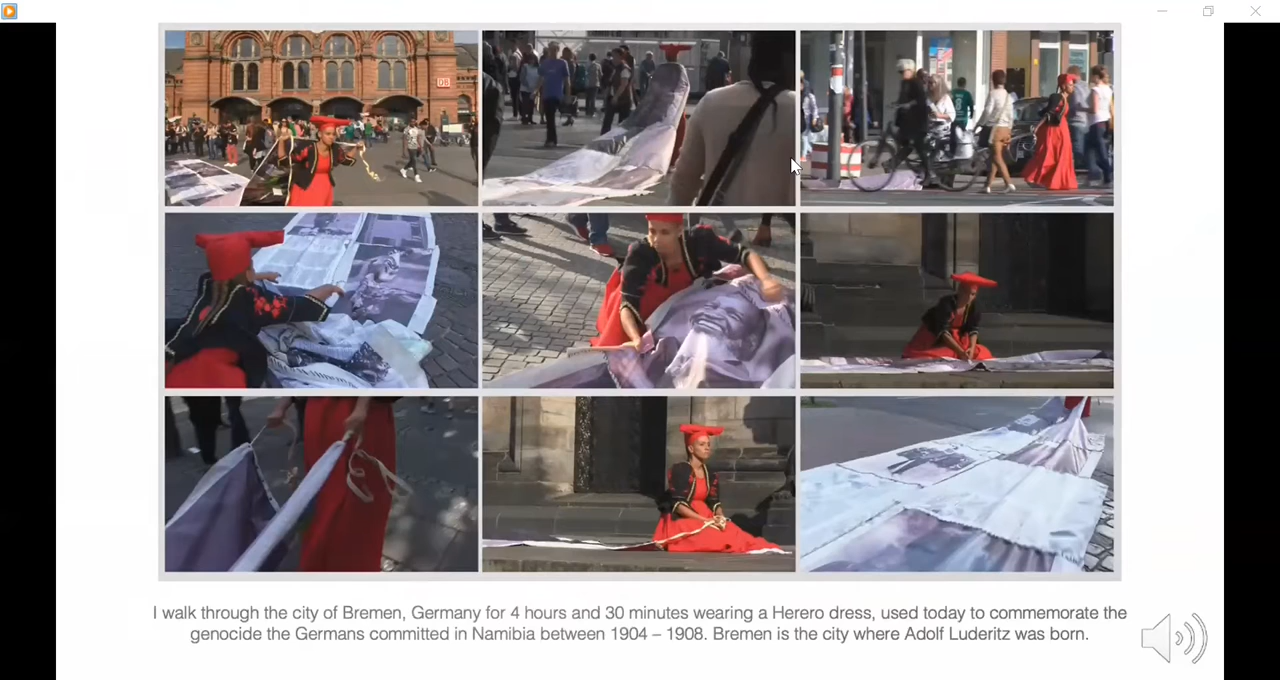 DB
I walk through the city of Bremen, Germany for 4 hours and 30 minutes wearing a Herero dress, used today to commemorate the
genocide the Germans committed in Namibia between 1904 – 1908. Bremen is the city where Adolf Luderitz was born.